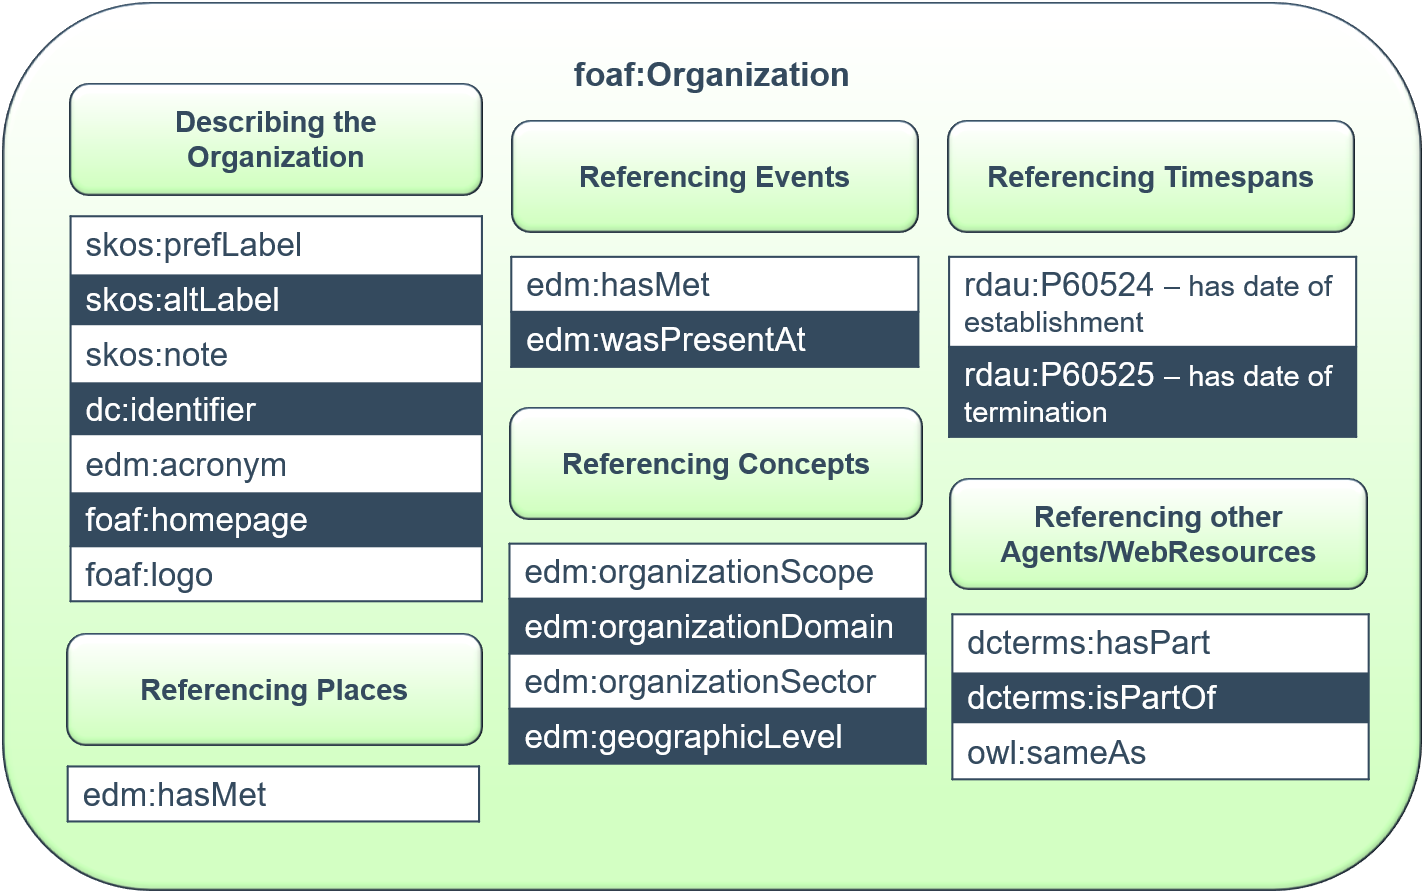 foaf:Organization
Describing the
Organization
skos:prefLabel
skos:altLabel
skos:note
dc:identifier
edm:acronym
foaf:homepage
foaf:logo
Referencing Places
edm:hasMet
Referencing Events
edm:hasMet
edm:wasPresentAt
Referencing Concepts
edm:organizationScope
edm:organizationDomain
edm:organizationSector
edm:geographicLevel
Referencing Timespans
rdau:P60524 – has date of
establishment
rdau:P60525 – has date of
termination
Referencing other
Agents/WebResources
dcterms:hasPart
dcterms:isPartOf
owl:sameAs